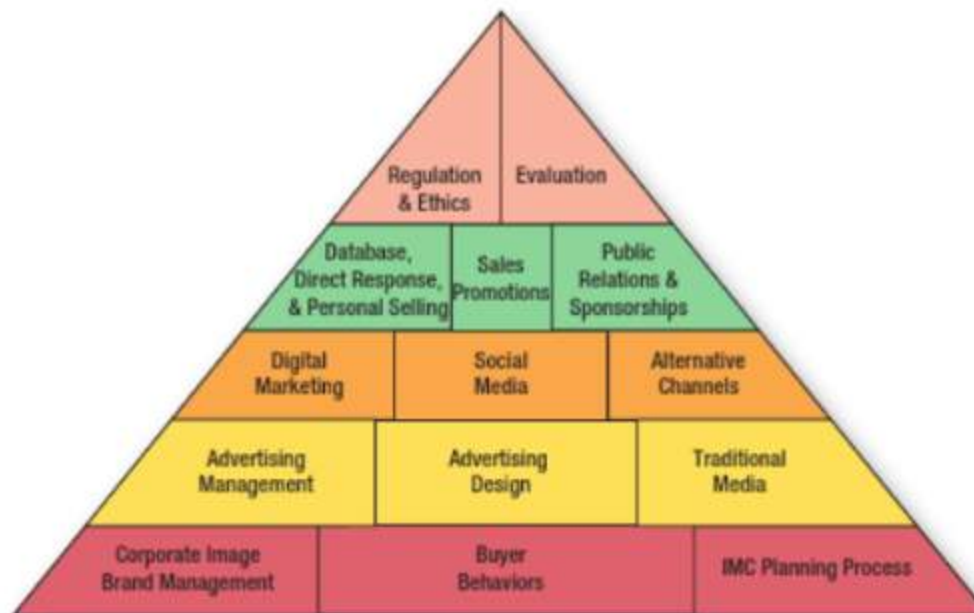 Regulation
& Ethics
Evaluation
Database,
Direct Response,
& Personal Selling
Sales
Promotions
Public
Relations &
Sponsorships
Digital
Marketing
Social
Media
Alternative
Channels
Advertising
Management
Advertising
Design
Traditional
Media
Corporate Image
Brand Management
Buyer
Behaviors
IMC Planning Process